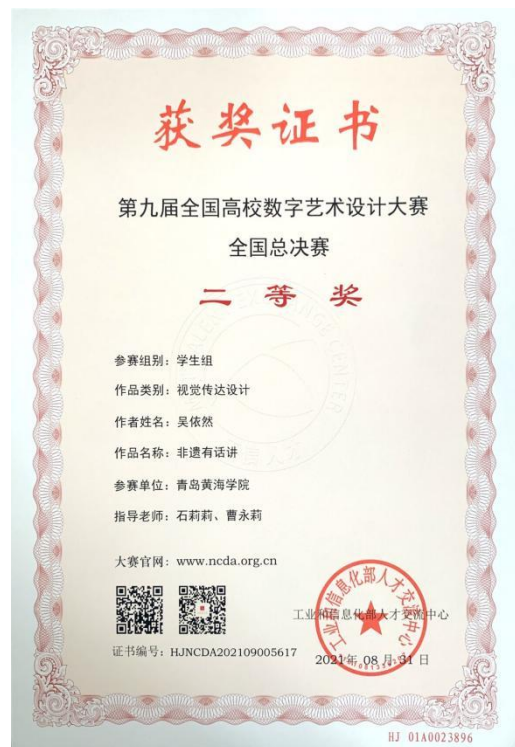 获奖证书
第九届全国高校数字艺术设计大赛
全国总决赛
二等奖
参赛组别：学生组
作品类别：视觉传达设计
作者姓名：吴依然
作品名称：非遗有话讲
参赛单位：青岛黄海学院
指导老师：石莉莉、曹永莉
大赛官网：www.ncda.org.cn
工业和信息化部人才交流中心
证书编号：HJNCDA202109005617
2021年 08 月 31 日
HJ 01A0023896